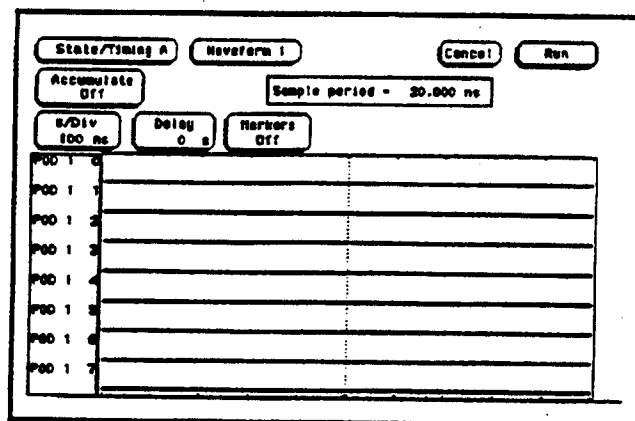 State/Timing A Waveform 1 Cancel Run
Accumulate Off
Sample period = 20.000 ns
s/Div 100 ns
Delay 0 s
Markers Off
POD 1 0
POD 1 1
POD 1 2
POD 1 3
POD 1 4
POD 1 5
POD 1 6
POD 1 7